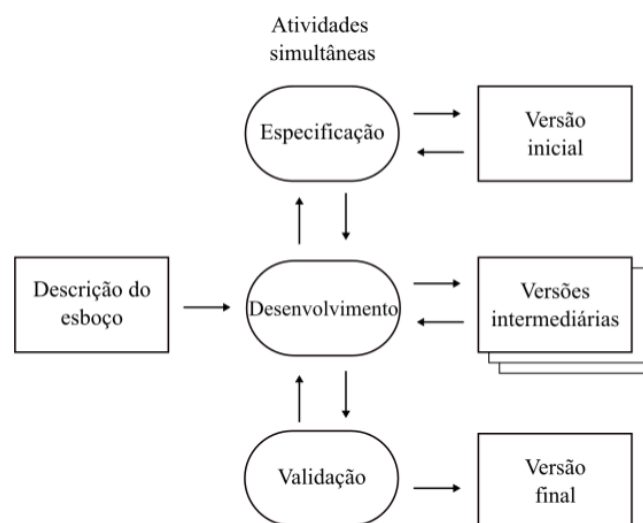 Atividades
simultâneas
Especificação
Versão
inicial
Descrição do
esboço
Desenvolvimento
Versões
intermediárias
Validação
Versão
final